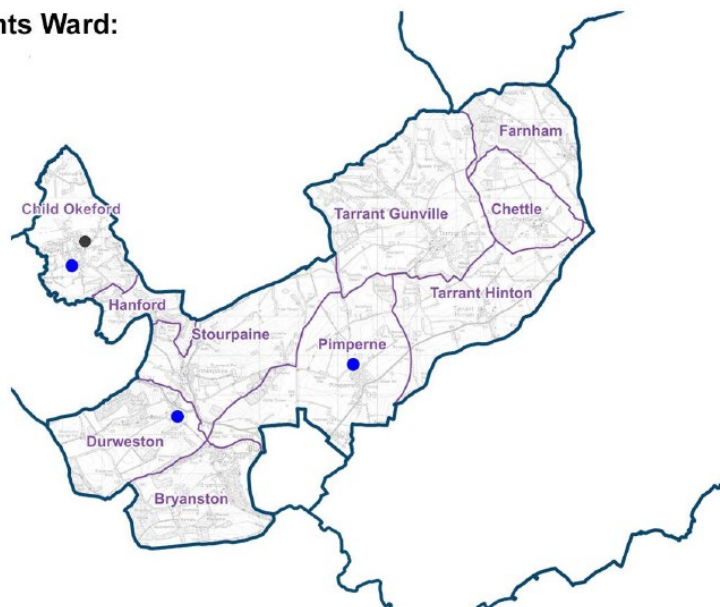 nts Ward:
Farnham
Child Okeford
Tarrant Gunville
Chettle
Hanford
Tarrant Hinton
Stourpaine
Pimperne
Durweston
Bryanston